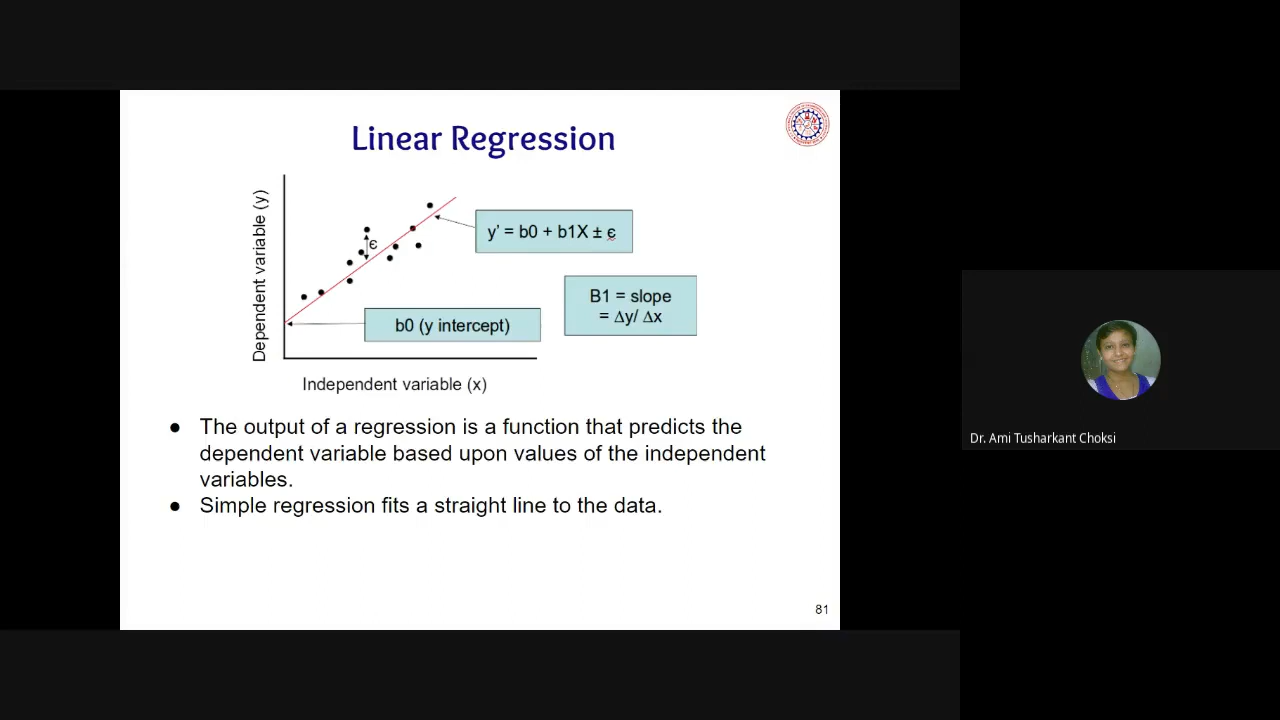 Linear Regression
Dependent variable (y)
y’ = b0 + b1X ± є
є
B1 = slope
= Δy/ Δx
b0 (y intercept)
Independent variable (x)
● The output of a regression is a function that predicts the
dependent variable based upon values of the independent
variables.
● Simple regression fits a straight line to the data.
81
Dr. Ami Tusharkant Choksi